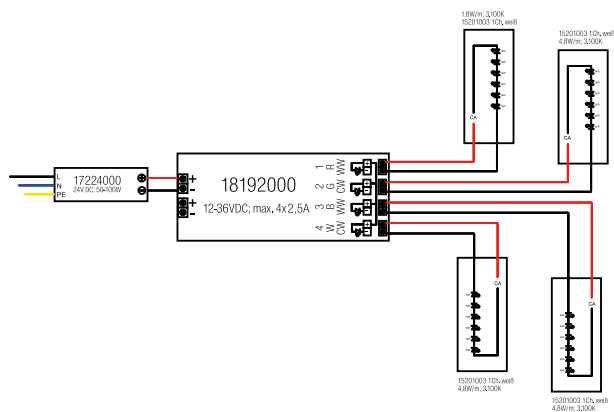 1,8W/m; 3.100K
15201003 1Ch. weiß
15201003 1Ch. weiß
4,8W/m; 3.100K
CA
CA
L
N
PE
17224000
24V DC; 50-100W
+
-
+
-
18192000
12-36VDC; max. 4x2,5A
1 R WW
2 G CW
3 B WW
4 W CW
CA
CA
15201003 1Ch. weiß
4,8W/m; 3.100K
15201003 1Ch. weiß
4,8W/m; 3.100K